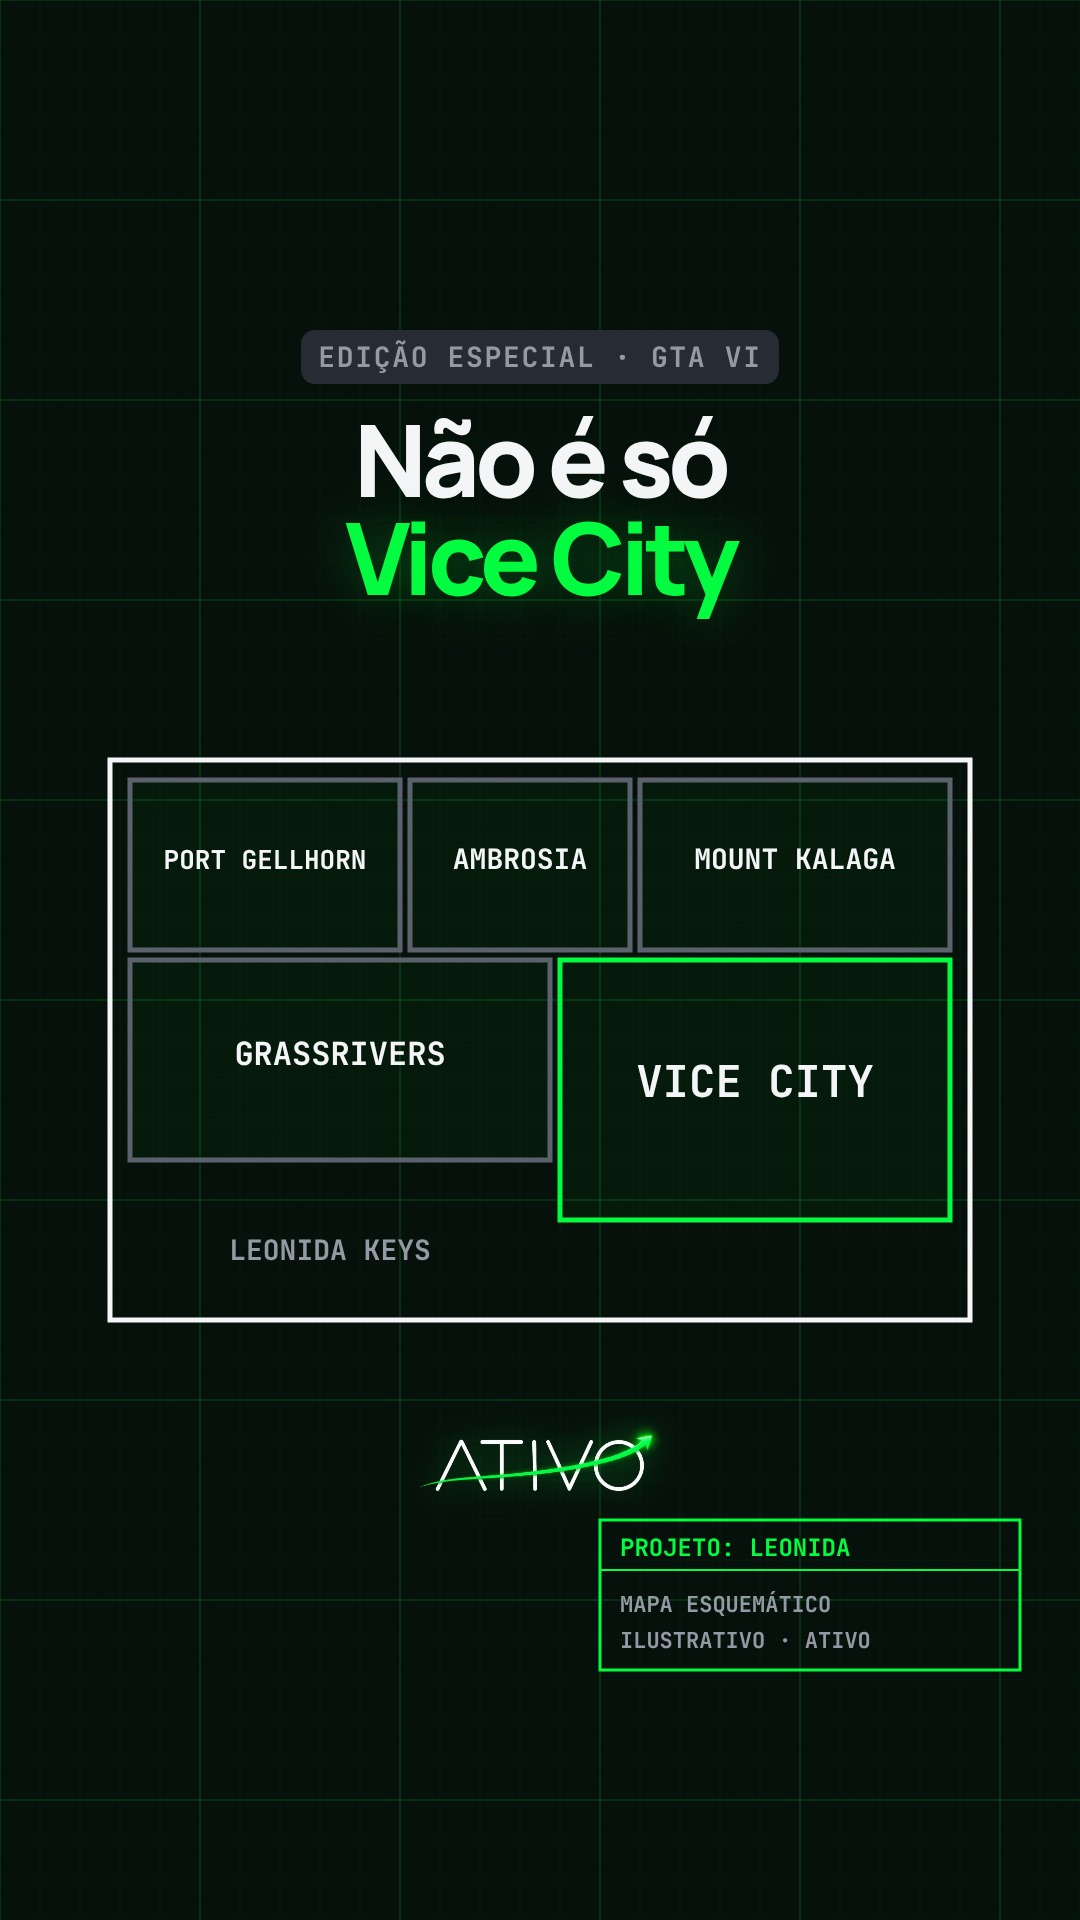 EDIÇÃO ESPECIAL · GTA VI
Não é só
Vice City
PORT GELLHORN
AMBROSIA
MOUNT KALAGA
GRASSRIVERS
VICE CITY
LEONIDA KEYS
ATIVO
PROJETO: LEONIDA
MAPA ESQUEMÁTICO
ILUSTRATIVO · ATIVO